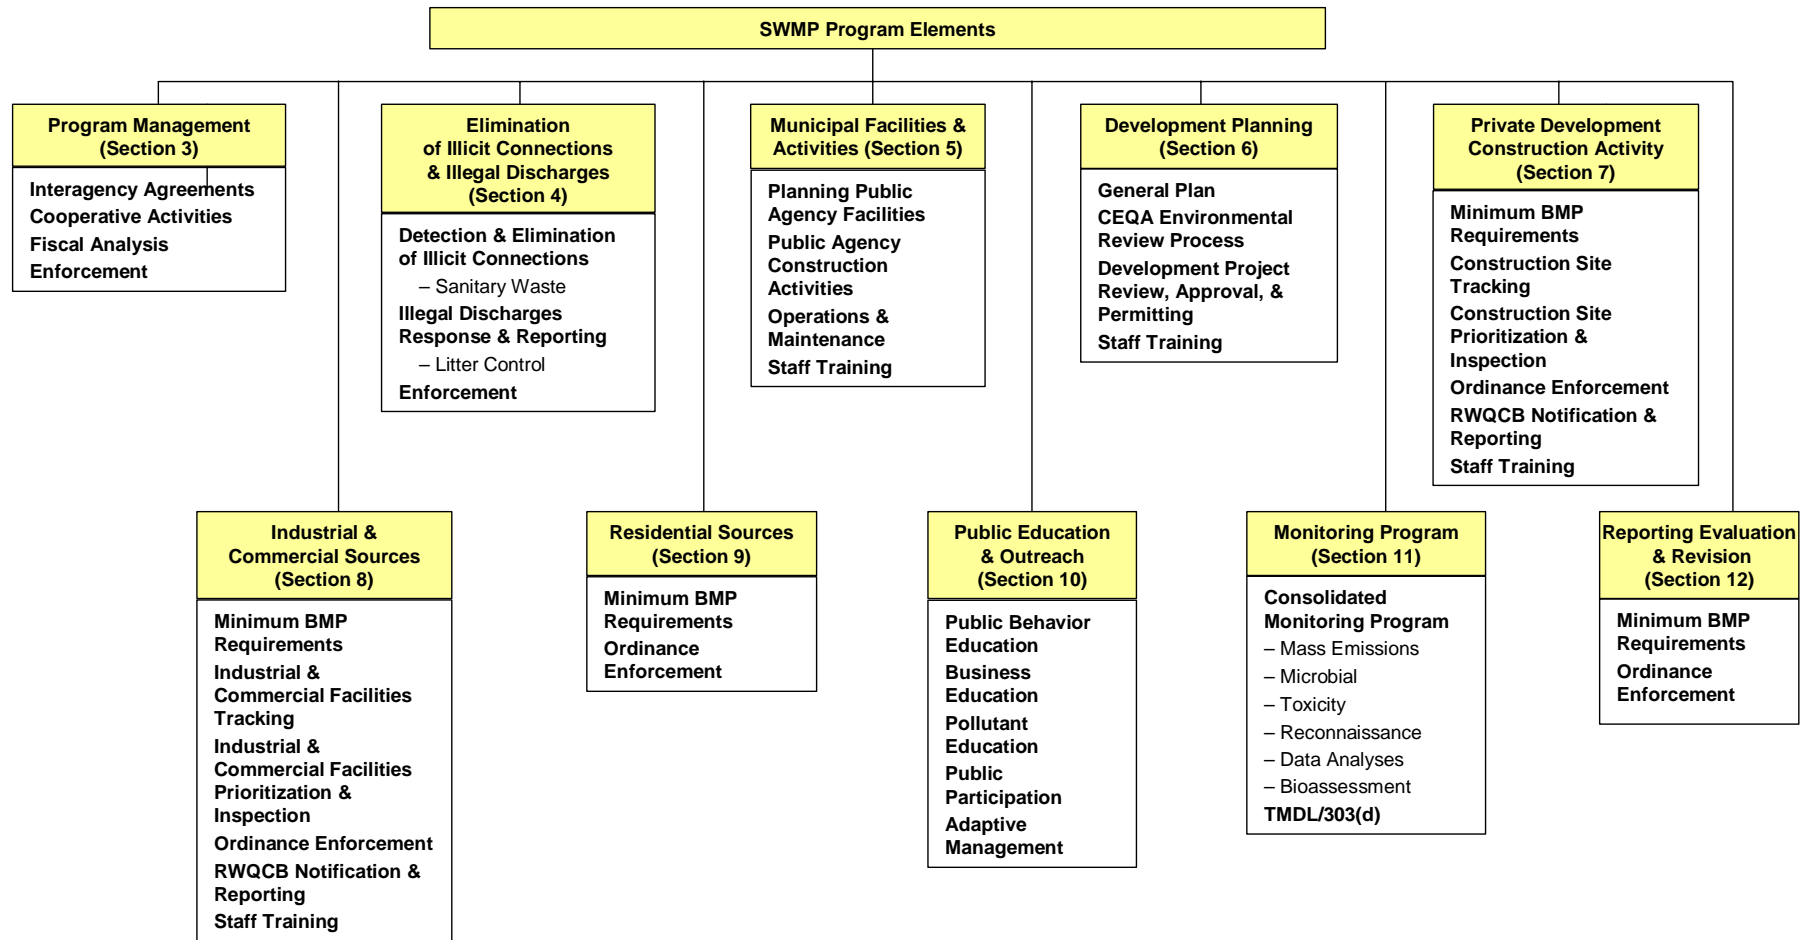 SWMP Program Elements
Program Management
(Section 3)
Interagency Agreements
Cooperative Activities
Fiscal Analysis
Enforcement
Elimination
of Illicit Connections
& Illegal Discharges
(Section 4)
Detection & Elimination
of Illicit Connections
– Sanitary Waste
Illegal Discharges
Response & Reporting
– Litter Control
Enforcement
Municipal Facilities &
Activities (Section 5)
Planning Public
Agency Facilities
Public Agency
Construction
Activities
Operations &
Maintenance
Staff Training
Development Planning
(Section 6)
General Plan
CEQA Environmental
Review Process
Development Project
Review, Approval, &
Permitting
Staff Training
Private Development
Construction Activity
(Section 7)
Minimum BMP
Requirements
Construction Site
Tracking
Construction Site
Prioritization &
Inspection
Ordinance Enforcement
RWQCB Notification &
Reporting
Staff Training
Industrial &
Commercial Sources
(Section 8)
Minimum BMP
Requirements
Industrial &
Commercial Facilities
Tracking
Industrial &
Commercial Facilities
Prioritization &
Inspection
Ordinance Enforcement
RWQCB Notification &
Reporting
Staff Training
Residential Sources
(Section 9)
Minimum BMP
Requirements
Ordinance
Enforcement
Public Education
& Outreach
(Section 10)
Public Behavior
Education
Business
Education
Pollutant
Education
Public
Participation
Adaptive
Management
Monitoring Program
(Section 11)
Consolidated
Monitoring Program
– Mass Emissions
– Microbial
– Toxicity
– Reconnaissance
– Data Analyses
– Bioassessment
TMDL/303(d)
Reporting Evaluation
& Revision
(Section 12)
Minimum BMP
Requirements
Ordinance
Enforcement